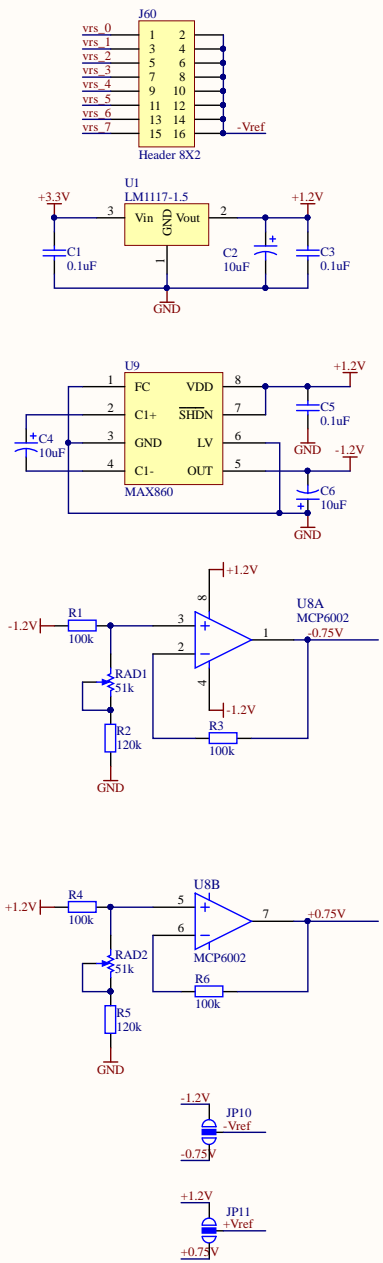 J60
vrs_0 1 2
vrs_1 3 4
vrs_2 5 6
vrs_3 7 8
vrs_4 9 10
vrs_5 11 12
vrs_6 13 14
vrs_7 15 16 -Vref
Header 8X2
U1
LM1117-1.5
+3.3V +1.2V
3 Vin Vout 2
GND
1
C1
0.1uF
C2
10uF
C3
0.1uF
GND
U9
+1.2V
1 FC VDD 8
2 C1+ SHDN 7
3 GND LV 6
4 C1- OUT 5
C4
10uF
C5
0.1uF
GND
-1.2V
C6
10uF
MAX860
GND
+1.2V
8
U8A
MCP6002
R1
-1.2V
100k
3
2
1
-0.75V
4
-1.2V
RAD1
51k
R2
120k
R3
100k
GND
U8B
R4
+1.2V
100k
5
6
7
+0.75V
MCP6002
RAD2
51k
R6
100k
R5
120k
GND
-1.2V
JP10
-Vref
-0.75V
+1.2V
JP11
+Vref
+0.75V